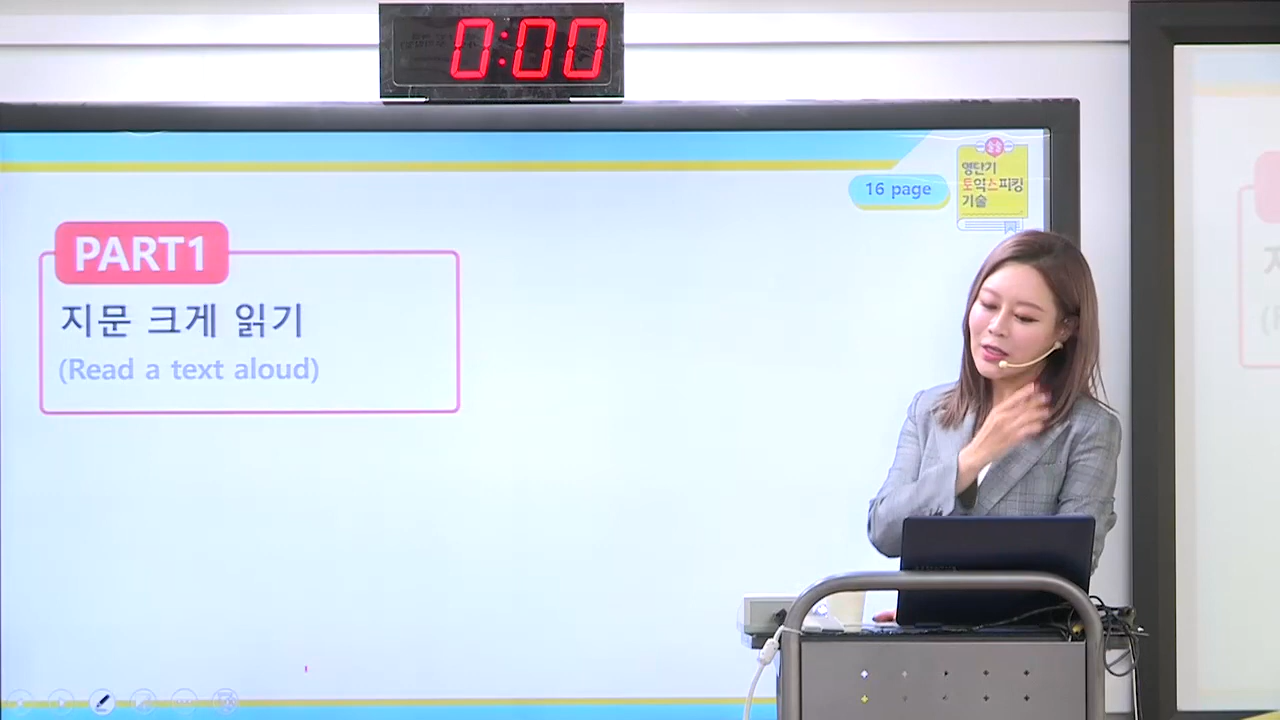 0:00
16 page
영단기
토익스피킹
기술
PART1
지문 크게 읽기
(Read a text aloud)